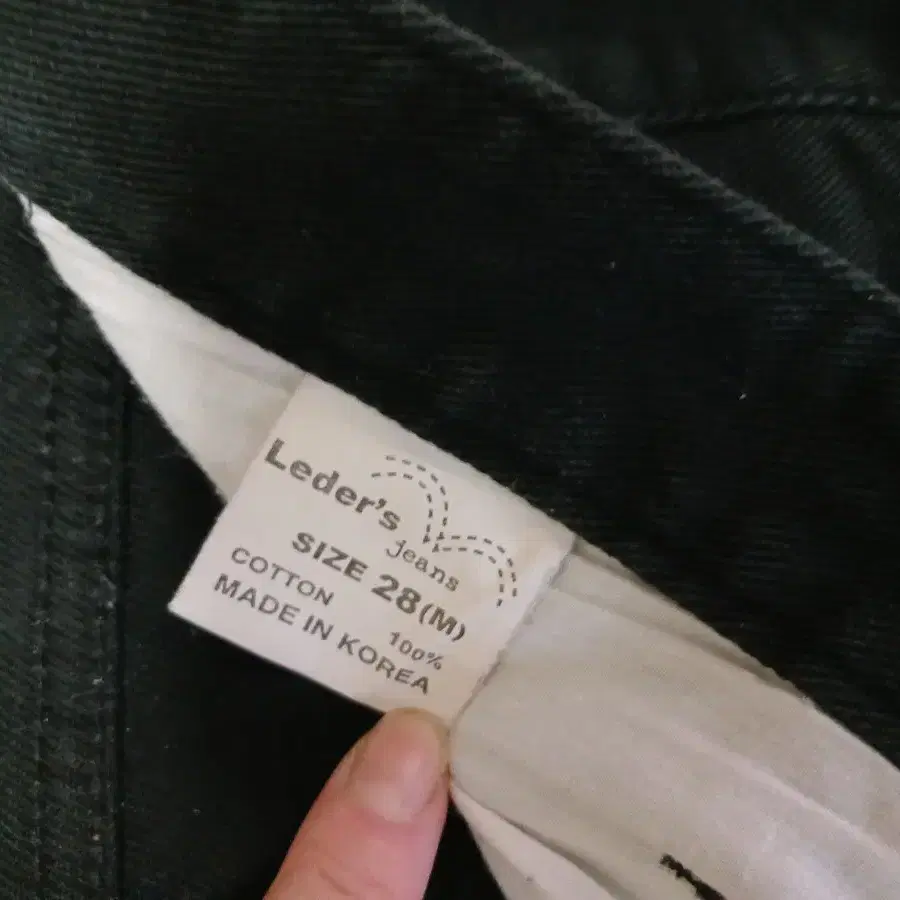 Leder's
jeans
SIZE 28(M)
COTTON 100%
MADE IN KOREA